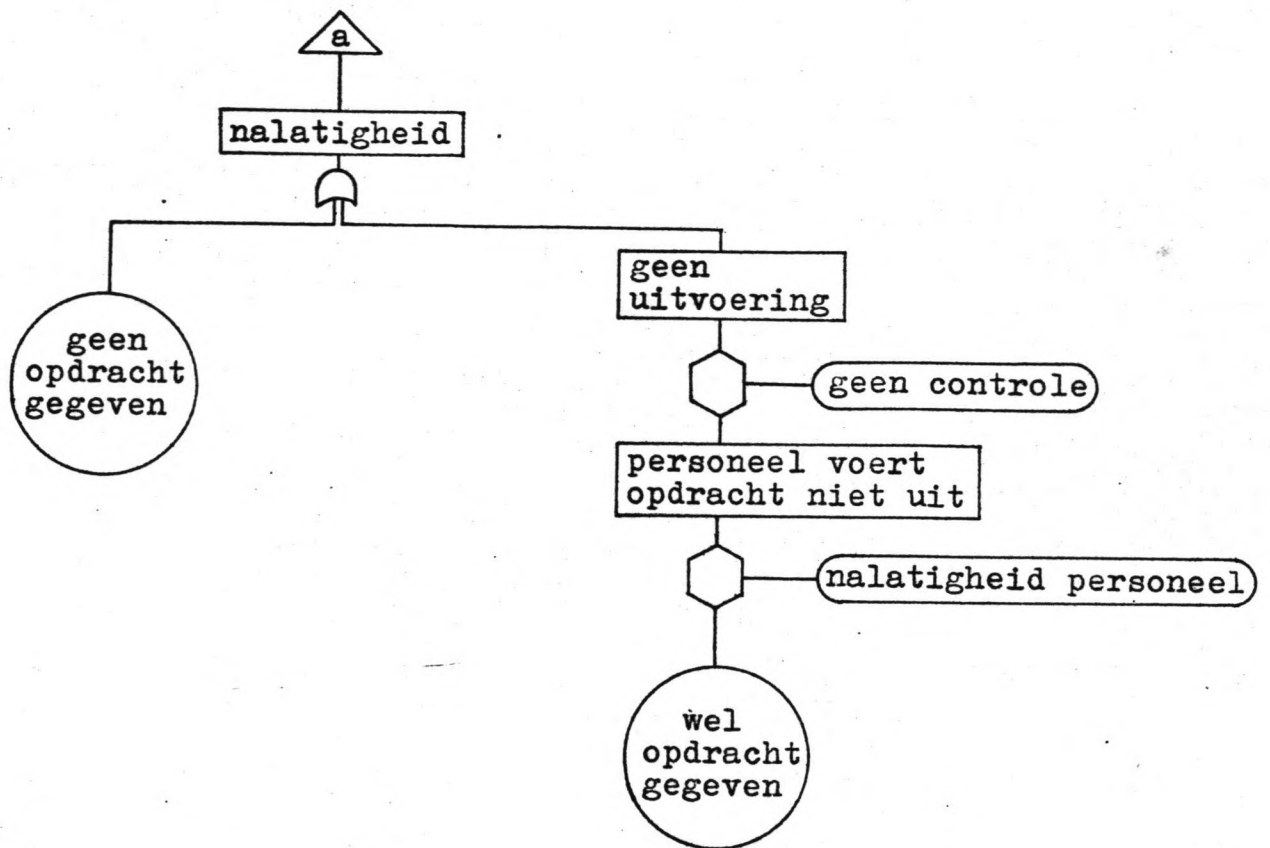 a
nalatigheid
geen
opdracht
gegeven
geen
uitvoering
geen controle
personeel voert
opdracht niet uit
nalatigheid personeel
wel
opdracht
gegeven